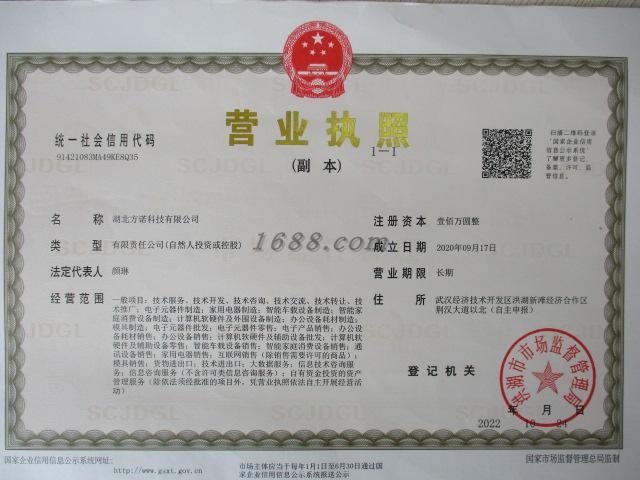 SCJDGL SCJDGL SCJDGL
营业执照
(副 本) 1—1
统一社会信用代码
91421083MA49KE8Q35
扫描二维码登录
“国家企业信用
信息公示系统”
了解更多登记、
备案、许可、监
管信息
名 称 湖北方诺科技有限公司
类 型 有限责任公司(自然人投资或控股)
法定代表人 颜琳
经营范围 一般项目：技术服务、技术开发、技术咨询、技术交流、技术转让、技
术推广；电子元器件制造；家用电器制造；智能车载设备制造；智能家
庭消费设备制造；计算机软硬件及外围设备制造；办公设备耗材制造；
模具制造；电子元器件批发；电子元器件零售；电子产品销售；办公设
备耗材销售；办公设备销售；计算机软硬件及辅助设备批发；计算机软
硬件及辅助设备零售；智能车载设备销售；智能家庭消费设备销售；通
讯设备销售；家用电器销售；互联网销售（除销售需要许可的商品）；
模具销售；货物进出口；技术进出口；大数据服务；信息技术咨询服
务；信息咨询服务（不含许可类信息咨询服务）；自有资金投资的资产
管理服务（除依法须经批准的项目外，凭营业执照依法自主开展经营活
动）
注册资本 壹佰万圆整
成立日期 2020年09月17日
营业期限 长期
住 所 武汉经济技术开发区洪湖新滩经济合作区
荆汉大道以北（自主申报）
1688.com
登记机关
洪湖市市场监督管理局
年 月 日
2022 10 24
国家企业信用信息公示系统网址：
http://www.gsxt.gov.cn
市场主体应当于每年1月1日至6月30日通过国
家企业信用信息公示系统报送公示
国家市场监督管理总局监制